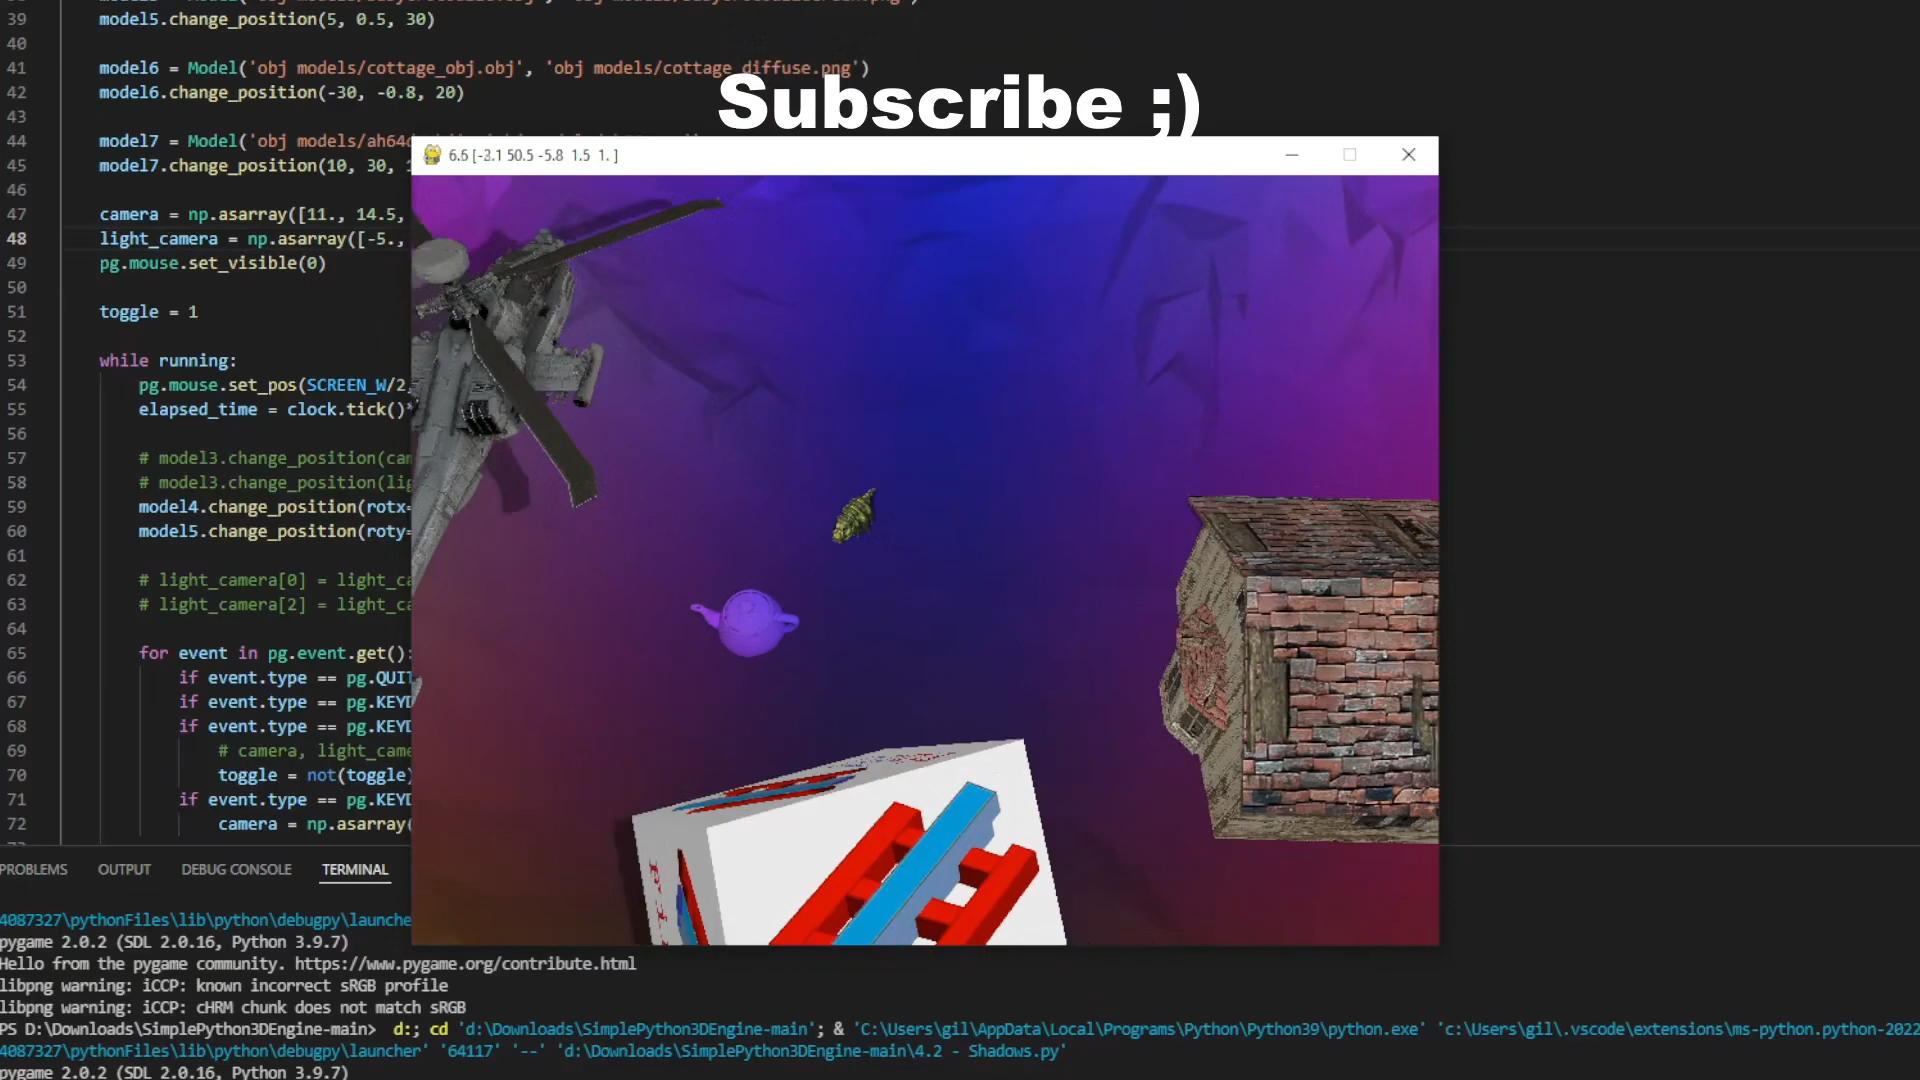 39 model5.change_position(5, 0.5, 30)
40
41 model6 = Model('obj models/cottage_obj.obj', 'obj models/cottage_diffuse.png')
42 model6.change_position(-30, -0.8, 20)
Subscribe ;)
43
44 model7 = Model('obj models/ah64
45 model7.change_position(10, 30,
6.5 [-3.1 50.5 -5.8 1.5 1. ]
46
47 camera = np.asarray([11., 14.5,
48 light_camera = np.asarray([-5.,
49 pg.mouse.set_visible(0)
50
51 toggle = 1
52
53 while running:
54 pg.mouse.set_pos(SCREEN_W/2,
55 elapsed_time = clock.tick()*
56
57 # model3.change_position(cam
58 # model3.change_position(lig
59 model4.change_position(rotx=
60 model5.change_position(roty=
61
62 # light_camera[0] = light_ca
63 # light_camera[2] = light_ca
64
65 for event in pg.event.get():
66 if event.type == pg.QUIT
67 if event.type == pg.KEYD
68 if event.type == pg.KEYD
69 # camera, light_came
70 toggle = not(toggle)
71 if event.type == pg.KEYD
72 camera = np.asarray(
PROBLEMS OUTPUT DEBUG CONSOLE TERMINAL
4087327\pythonFiles\lib\python\debugpy\launche
pygame 2.0.2 (SDL 2.0.16, Python 3.9.7)
Hello from the pygame community. https://www.pygame.org/contribute.html
libpng warning: iCCP: known incorrect sRGB profile
libpng warning: iCCP: cHRM chunk does not match sRGB
PS D:\Downloads\SimplePython3DEngine-main> d:; cd 'd:\Downloads\SimplePython3DEngine-main'; & 'C:\Users\gil\AppData\Local\Programs\Python\Python39\python.exe' 'c:\Users\gil\.vscode\extensions\ms-python.python-2022
4087327\pythonFiles\lib\python\debugpy\launcher' '64117' '--' 'd:\Downloads\SimplePython3DEngine-main\4.2 - Shadows.py'
pygame 2.0.2 (SDL 2.0.16, Python 3.9.7)